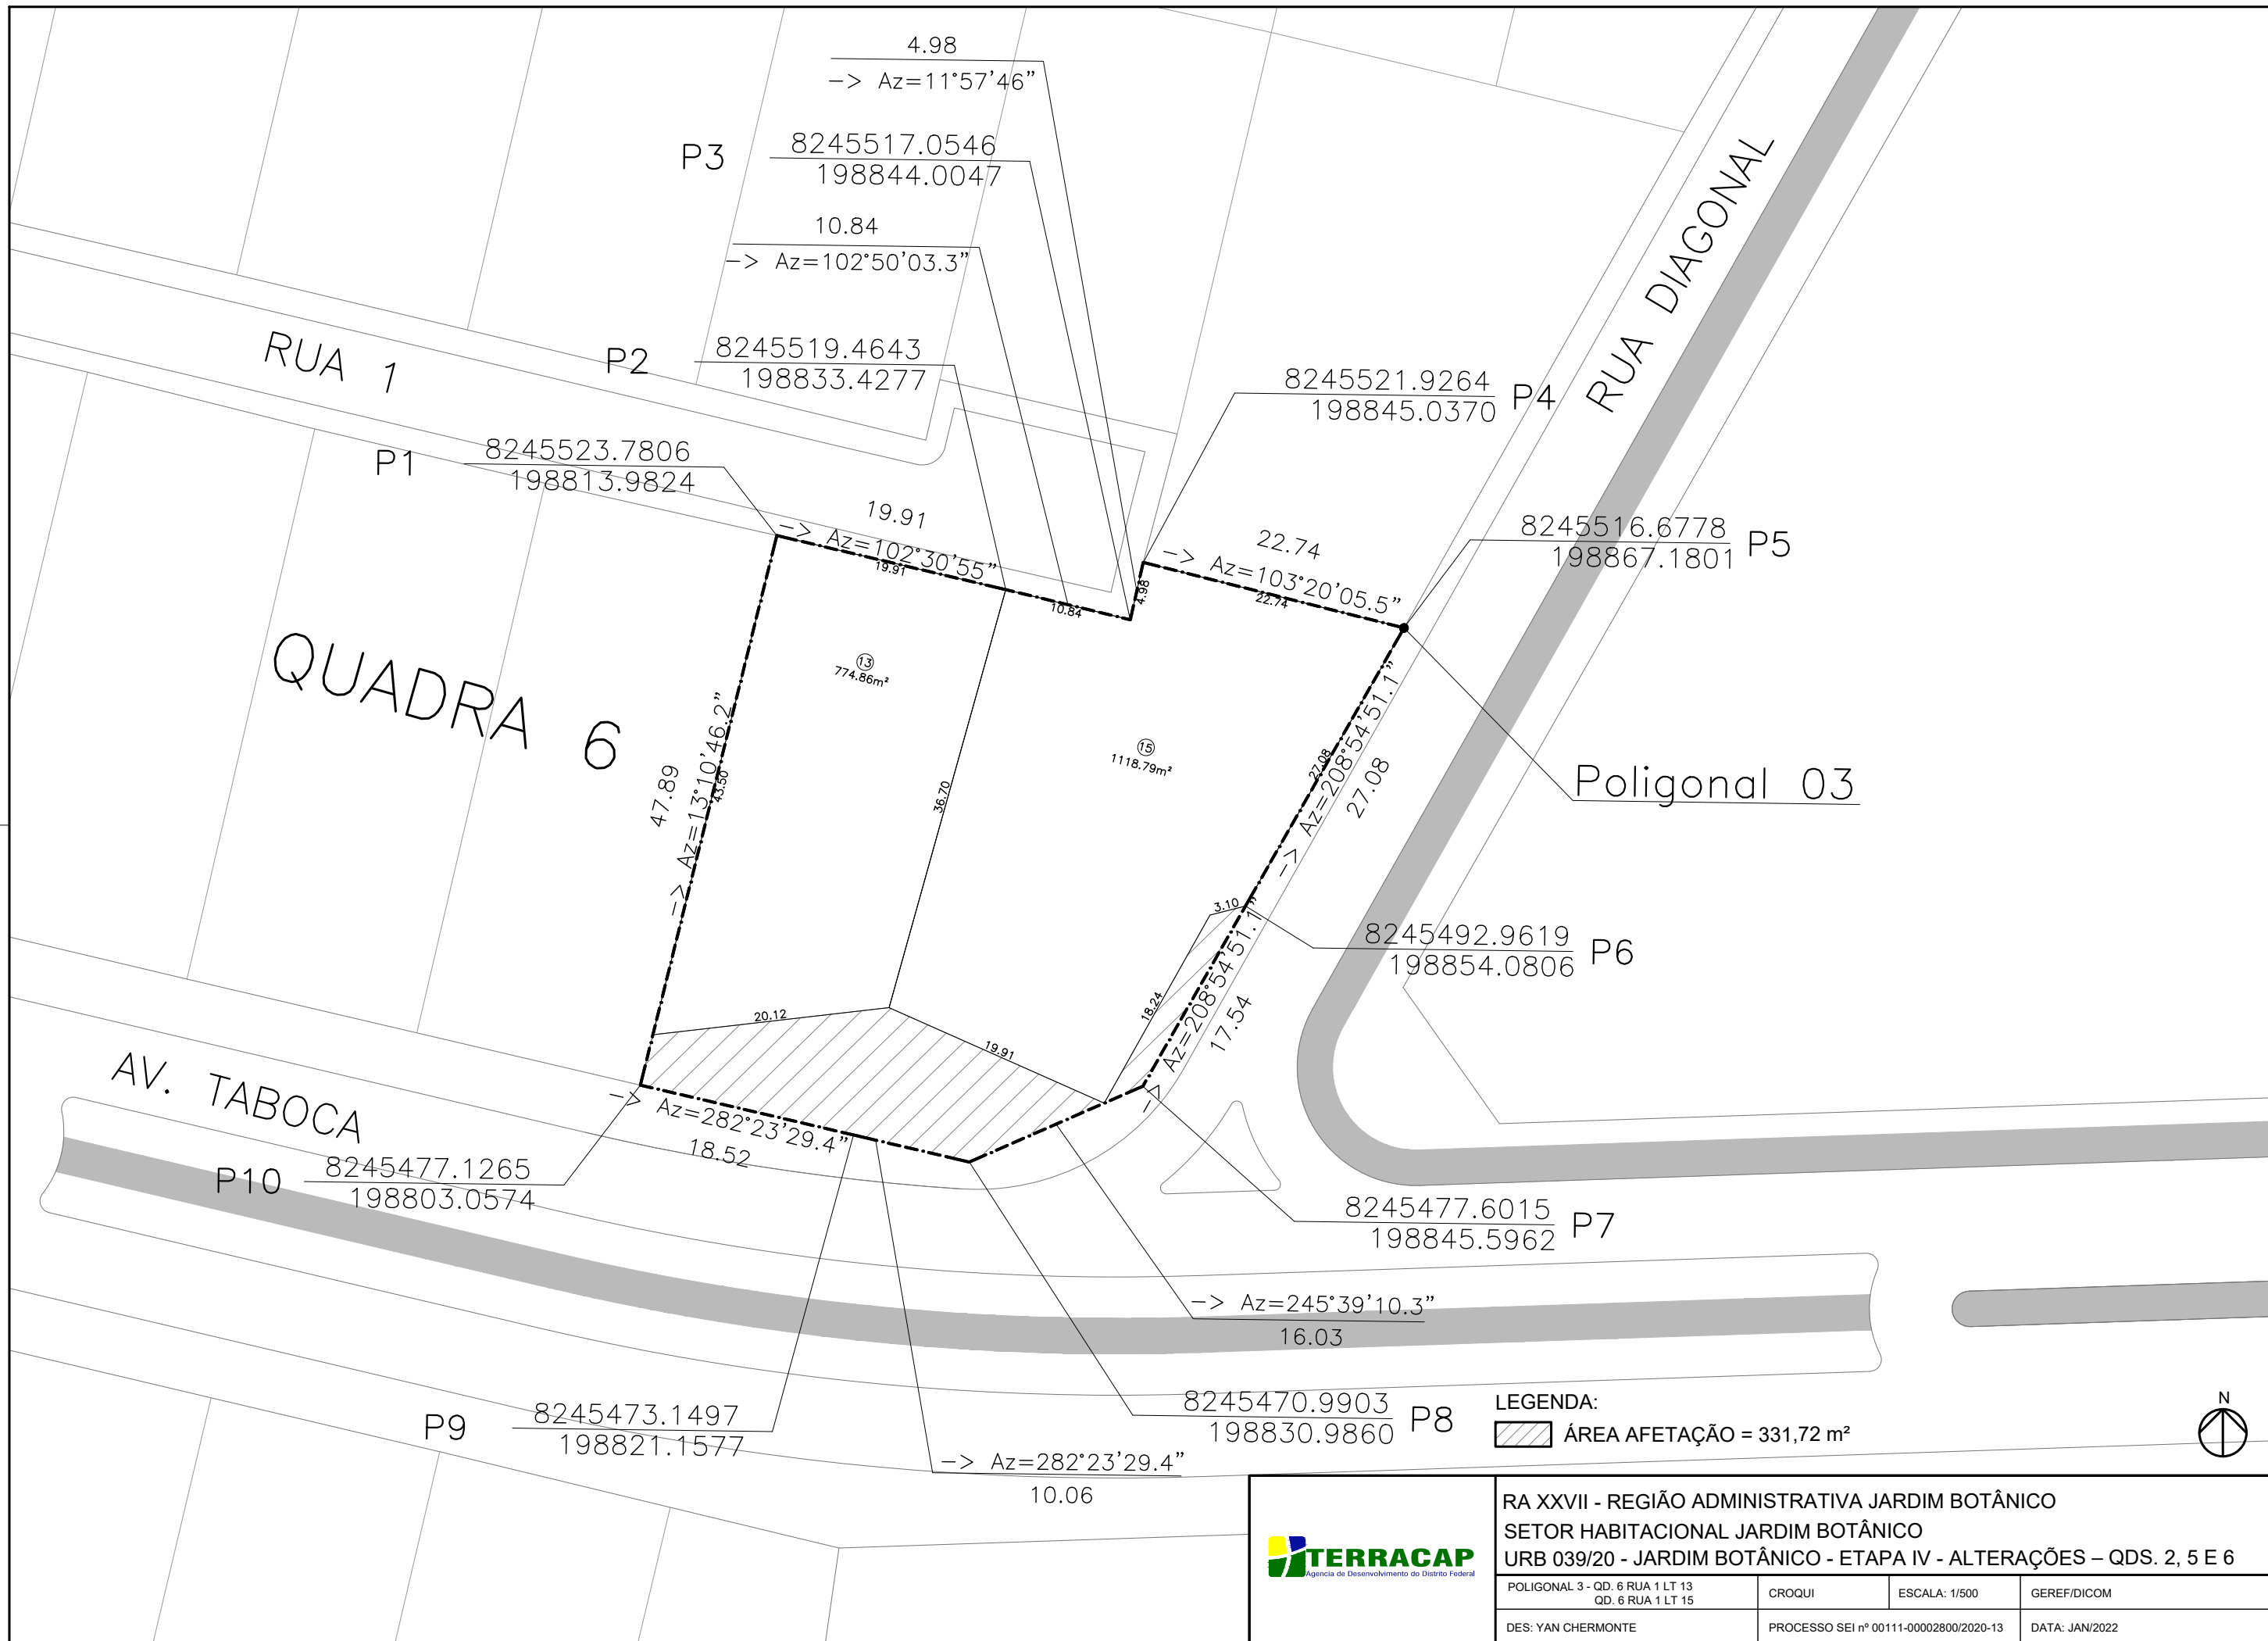 4.98
-> Az=11°57'46"
P3
8245517.0546
198844.0047
10.84
-> Az=102°50'03.3"
P2
8245519.4643
198833.4277
RUA 1
P1
8245523.7806
198813.9824
8245521.9264
198845.0370
P4
RUA DIAGONAL
8245516.6778
198867.1801
P5
19.91
-> Az=102°30'55"
19.91
10.84
4.98
22.74
-> Az=103°20'05.5"
22.74
QUADRA 6
13
774.86m²
15
1118.79m²
47.89
-> Az=13°10'46.2"
43.50
36.70
27.08
-> Az=208°54'51.1"
27.08
Poligonal 03
3.10
8245492.9619
198854.0806
P6
18.24
-> Az=208°54'51.1"
17.54
20.12
19.91
AV. TABOCA
-> Az=282°23'29.4"
18.52
P10
8245477.1265
198803.0574
8245477.6015
198845.5962
P7
-> Az=245°39'10.3"
16.03
P9
8245473.1497
198821.1577
8245470.9903
198830.9860
P8
-> Az=282°23'29.4"
10.06
LEGENDA:
ÁREA AFETAÇÃO = 331,72 m²
N
TERRACAP
Agencia de Desenvolvimento do Distrito Federal
RA XXVII - REGIÃO ADMINISTRATIVA JARDIM BOTÂNICO
SETOR HABITACIONAL JARDIM BOTÂNICO
URB 039/20 - JARDIM BOTÂNICO - ETAPA IV - ALTERAÇÕES – QDS. 2, 5 E 6
POLIGONAL 3 - QD. 6 RUA 1 LT 13
QD. 6 RUA 1 LT 15
CROQUI
ESCALA: 1/500
GEREF/DICOM
DES: YAN CHERMONTE
PROCESSO SEI nº 00111-00002800/2020-13
DATA: JAN/2022